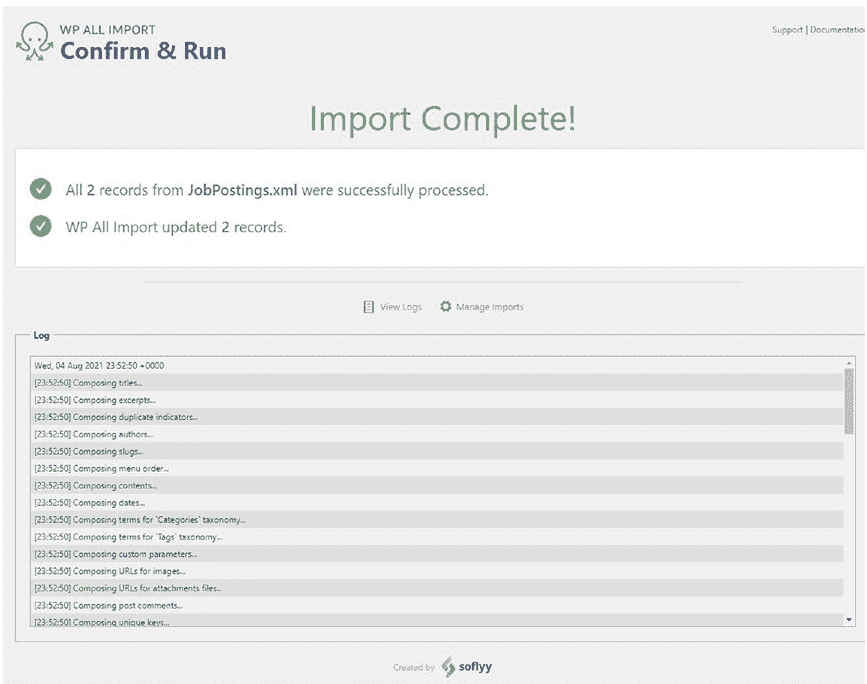 WP ALL IMPORT
Confirm & Run
Support | Documentatio
Import Complete!
All 2 records from JobPostings.xml were successfully processed.
WP All Import updated 2 records.
View Logs Manage Imports
Log
Wed, 04 Aug 2021 23:52:50 +0000
[23:52:50] Composing titles...
[23:52:50] Composing excerpts...
[23:52:50] Composing duplicate indicators...
[23:52:50] Composing authors...
[23:52:50] Composing slugs...
[23:52:50] Composing menu order...
[23:52:50] Composing contents...
[23:52:50] Composing dates...
[23:52:50] Composing terms for `Categories` taxonomy...
[23:52:50] Composing terms for `Tags` taxonomy...
[23:52:50] Composing custom parameters...
[23:52:50] Composing URLs for images...
[23:52:50] Composing URLs for attachments files...
[23:52:50] Composing post comments...
[23:52:50] Composing unique keys...
Created by soflyy